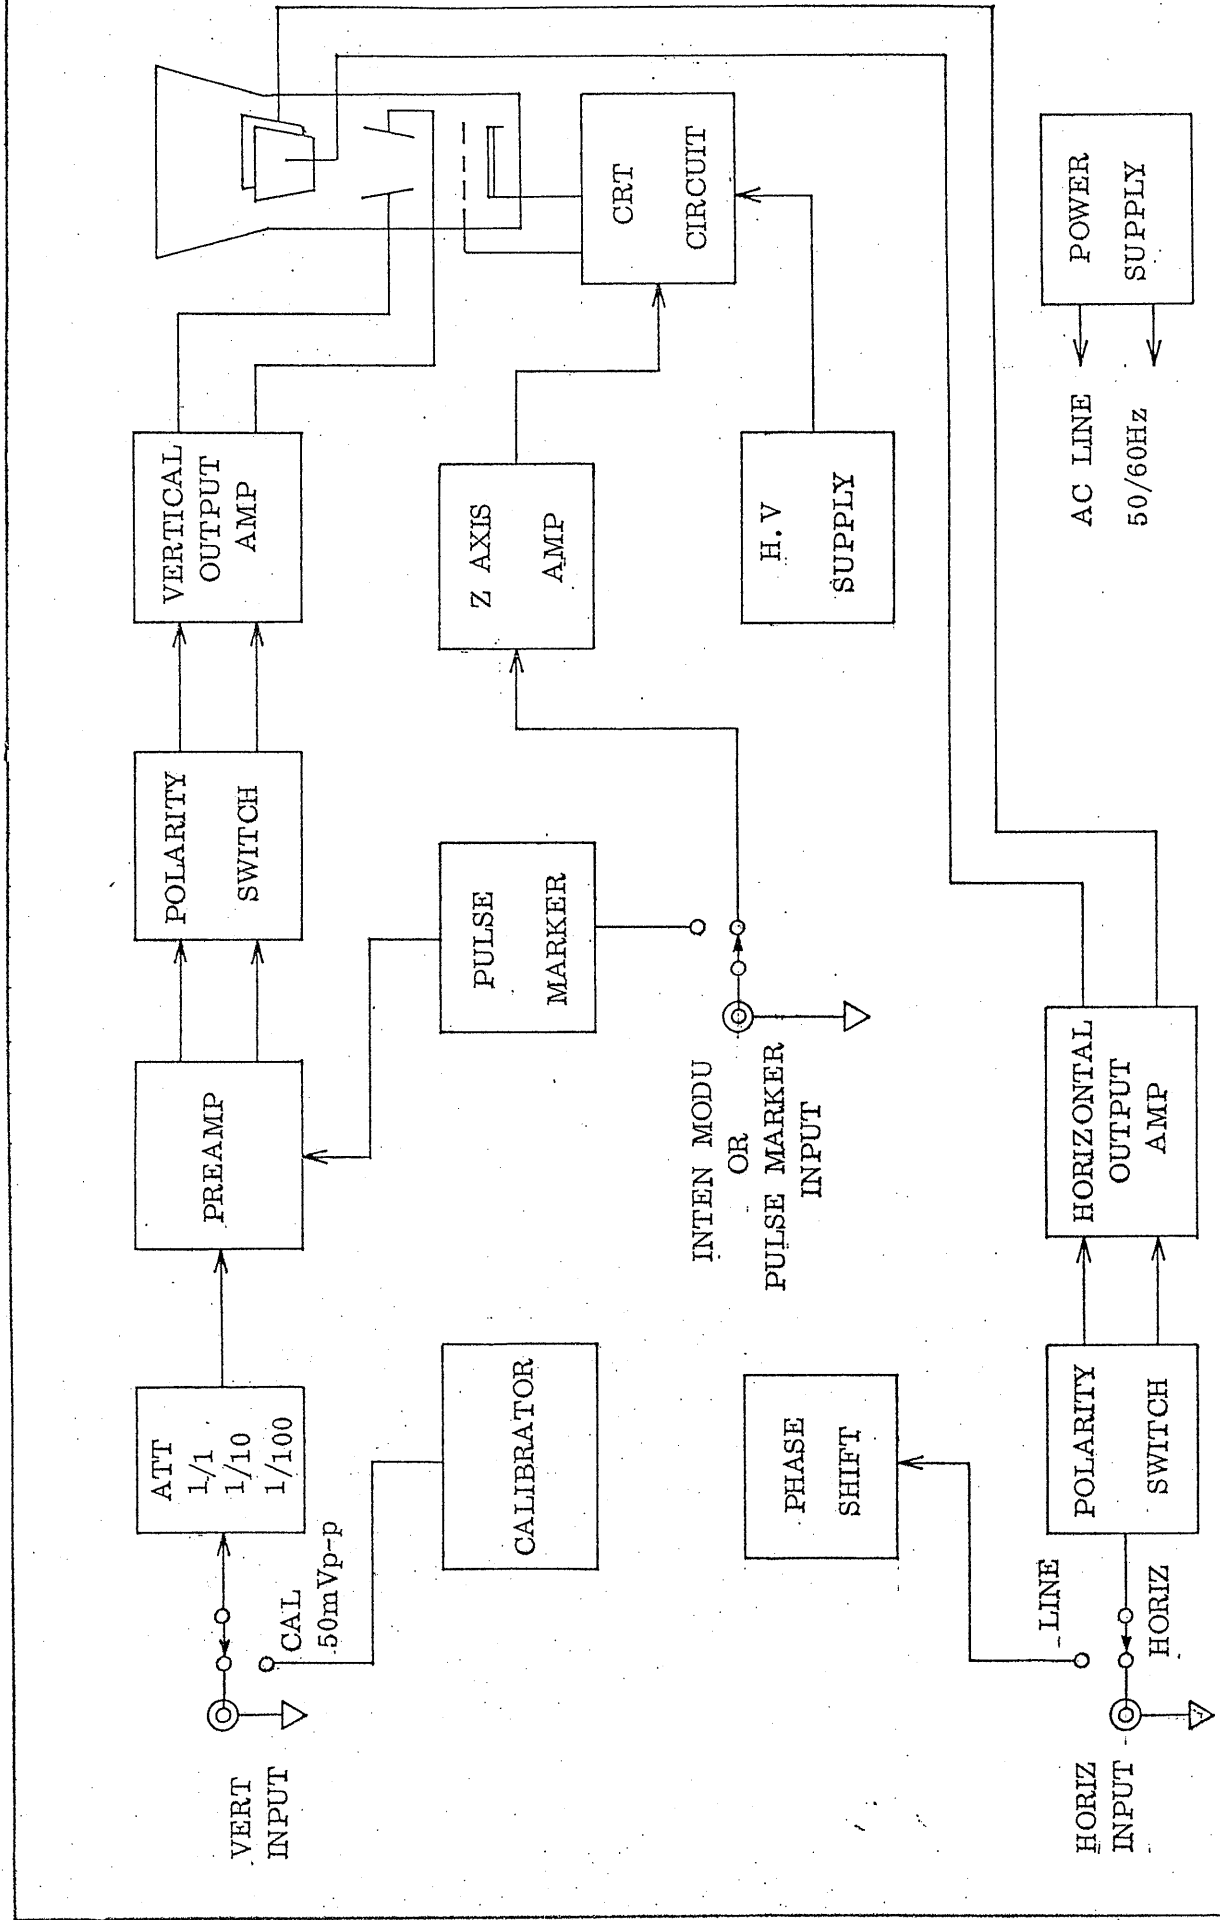 VERT
INPUT
CAL
50mVp-p
ATT
1/1
1/10
1/100
PREAMP
POLARITY
SWITCH
VERTICAL
OUTPUT
AMP
CALIBRATOR
PULSE
MARKER
Z AXIS
AMP
CRT
CIRCUIT
INTEN MODU
OR
PULSE MARKER
INPUT
H.V
SUPPLY
PHASE
SHIFT
HORIZ
INPUT
LINE
HORIZ
POLARITY
SWITCH
HORIZONTAL
OUTPUT
AMP
AC LINE
50/60Hz
POWER
SUPPLY